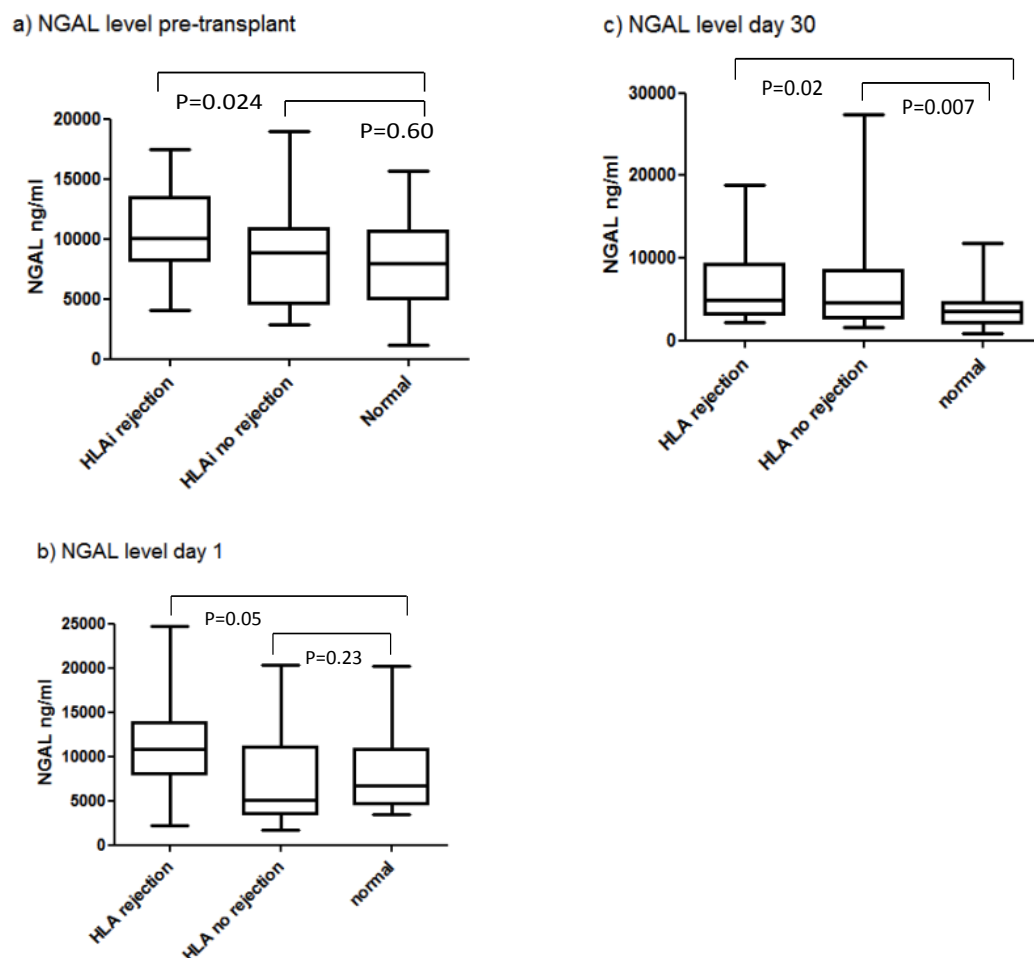 a) NGAL level pre-transplant
P=0.024
P=0.60
NGAL ng/ml
20000
15000
10000
5000
0
HLAi rejection
HLAi no rejection
Normal
c) NGAL level day 30
P=0.02
P=0.007
NGAL ng/ml
30000
20000
10000
0
HLA rejection
HLA no rejection
normal
b) NGAL level day 1
P=0.05
P=0.23
NGAL ng/ml
25000
20000
15000
10000
5000
0
HLA rejection
HLA no rejection
normal